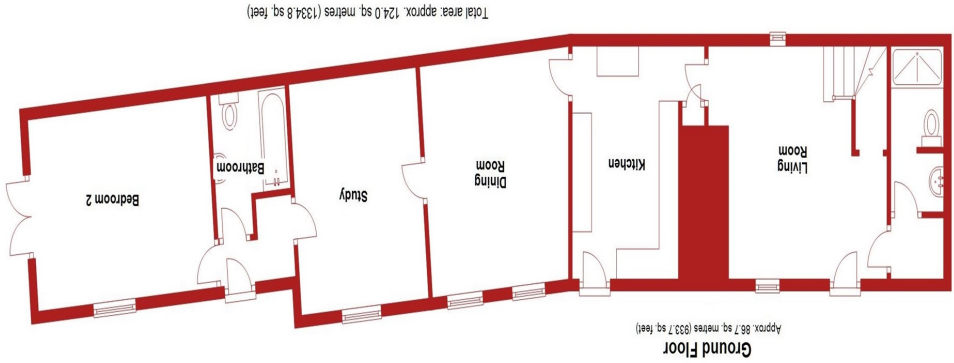 Ground Floor
Approx. 86.7 sq. metres (933.7 sq. feet)
Living
Room
Kitchen
Dining
Room
Study
Bathroom
Bedroom 2
Total area: approx. 124.0 sq. metres (1334.8 sq. feet)